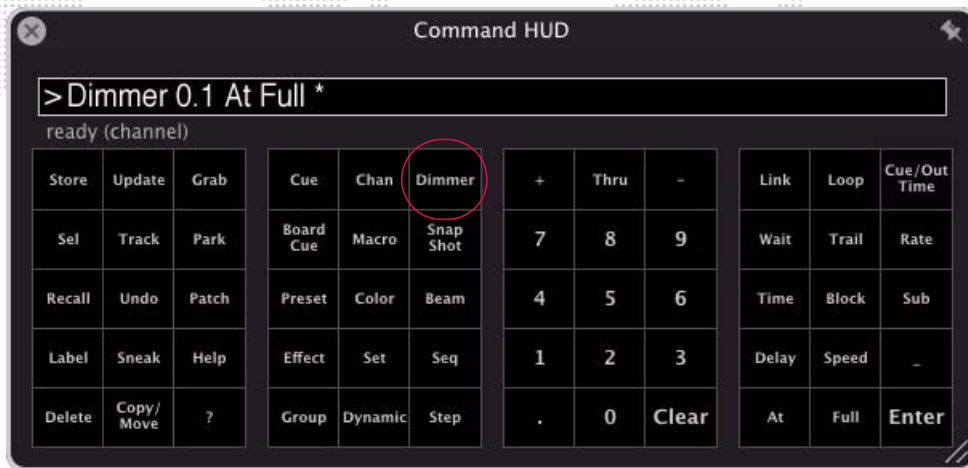 Command HUD
>Dimmer 0.1 At Full *
ready (channel)
Store Update Grab Cue Chan Dimmer + Thru - Link Loop Cue/Out Time
Sel Track Park Board Cue Macro Snap Shot 7 8 9 Wait Trail Rate
Recall Undo Patch Preset Color Beam 4 5 6 Time Block Sub
Label Sneak Help Effect Set Seq 1 2 3 Delay Speed _
Delete Copy/Move ? Group Dynamic Step . 0 Clear At Full Enter